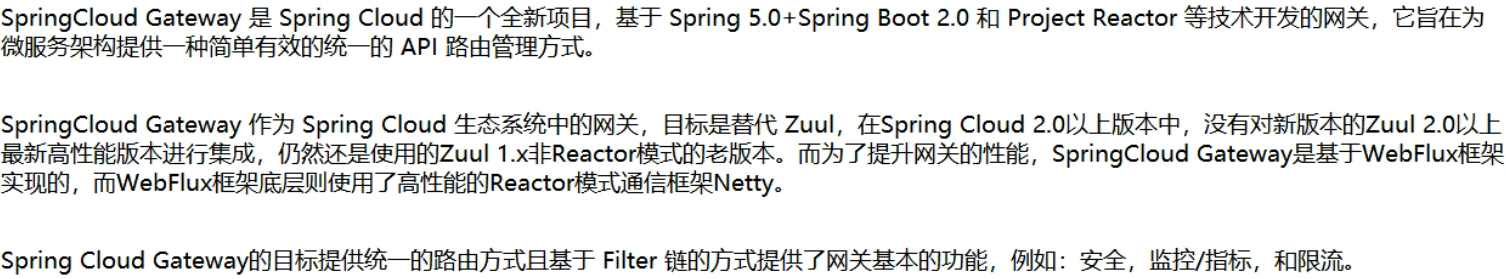 SpringCloud Gateway 是 Spring Cloud 的一个全新项目，基于 Spring 5.0+Spring Boot 2.0 和 Project Reactor 等技术开发的网关，它旨在为
微服务架构提供一种简单有效的统一的 API 路由管理方式。
SpringCloud Gateway 作为 Spring Cloud 生态系统中的网关，目标是替代 Zuul，在Spring Cloud 2.0以上版本中，没有对新版本的Zuul 2.0以上
最新高性能版本进行集成，仍然还是使用的Zuul 1.x非Reactor模式的老版本。而为了提升网关的性能，SpringCloud Gateway是基于WebFlux框架
实现的，而WebFlux框架底层则使用了高性能的Reactor模式通信框架Netty。
Spring Cloud Gateway的目标提供统一的路由方式且基于 Filter 链的方式提供了网关基本的功能，例如：安全，监控/指标，和限流。